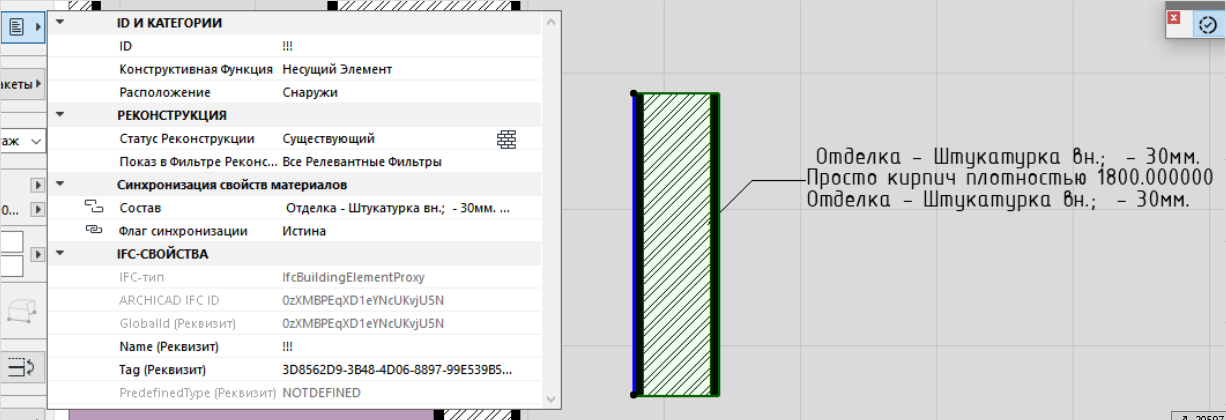 ID И КАТЕГОРИИ
ID !!!
Конструктивная Функция Несущий Элемент
Расположение Снаружи
РЕКОНСТРУКЦИЯ
Статус Реконструкции Существующий
Показ в Фильтре Реконс... Все Релевантные Фильтры
Синхронизация свойств материалов
Состав Отделка - Штукатурка вн.; - 30мм. ...
Флаг синхронизации Истина
IFC-СВОЙСТВА
IFC-тип IfcBuildingElementProxy
ARCHICAD IFC ID 0zXMBPEqXD1eYNcUKvjU5N
GlobalId (Реквизит) 0zXMBPEqXD1eYNcUKvjU5N
Name (Реквизит) !!!
Tag (Реквизит) 3D8562D9-3B48-4D06-8897-99E539B5...
PredefinedType (Реквизит) NOTDEFINED
акеты
аж
0...
Отделка - Штукатурка вн.; - 30мм.
Просто кирпич плотностью 1800.000000
Отделка - Штукатурка вн.; - 30мм.